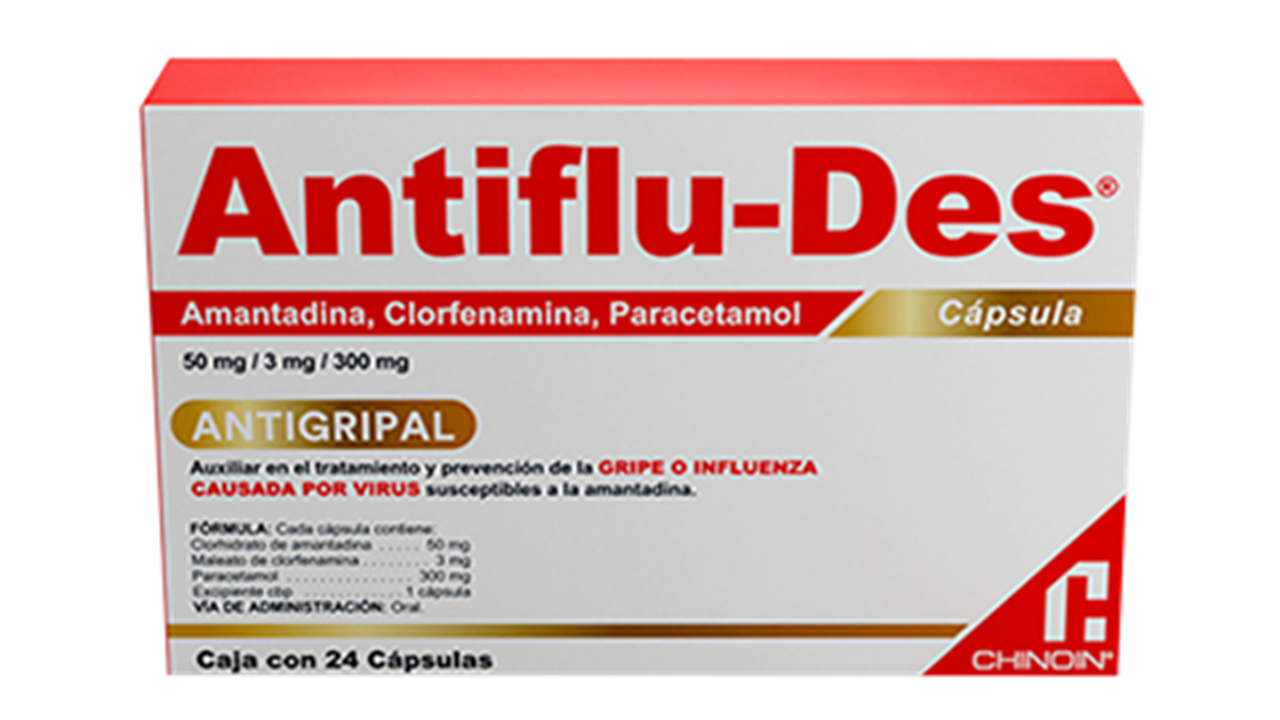 Antiflu-Des®
Amantadina, Clorfenamina, Paracetamol
Cápsula
50 mg / 3 mg / 300 mg
ANTIGRIPAL
Auxiliar en el tratamiento y prevención de la GRIPE O INFLUENZA
CAUSADA POR VIRUS susceptibles a la amantadina.
FÓRMULA: Cada cápsula contiene:
Clorhidrato de amantadina ..... 50 mg
Maleato de clorfenamina ........ 3 mg
Paracetamol ............... 300 mg
Excipiente cbp ............ 1 cápsula
VÍA DE ADMINISTRACIÓN: Oral.
Caja con 24 Cápsulas
CHINOIN®